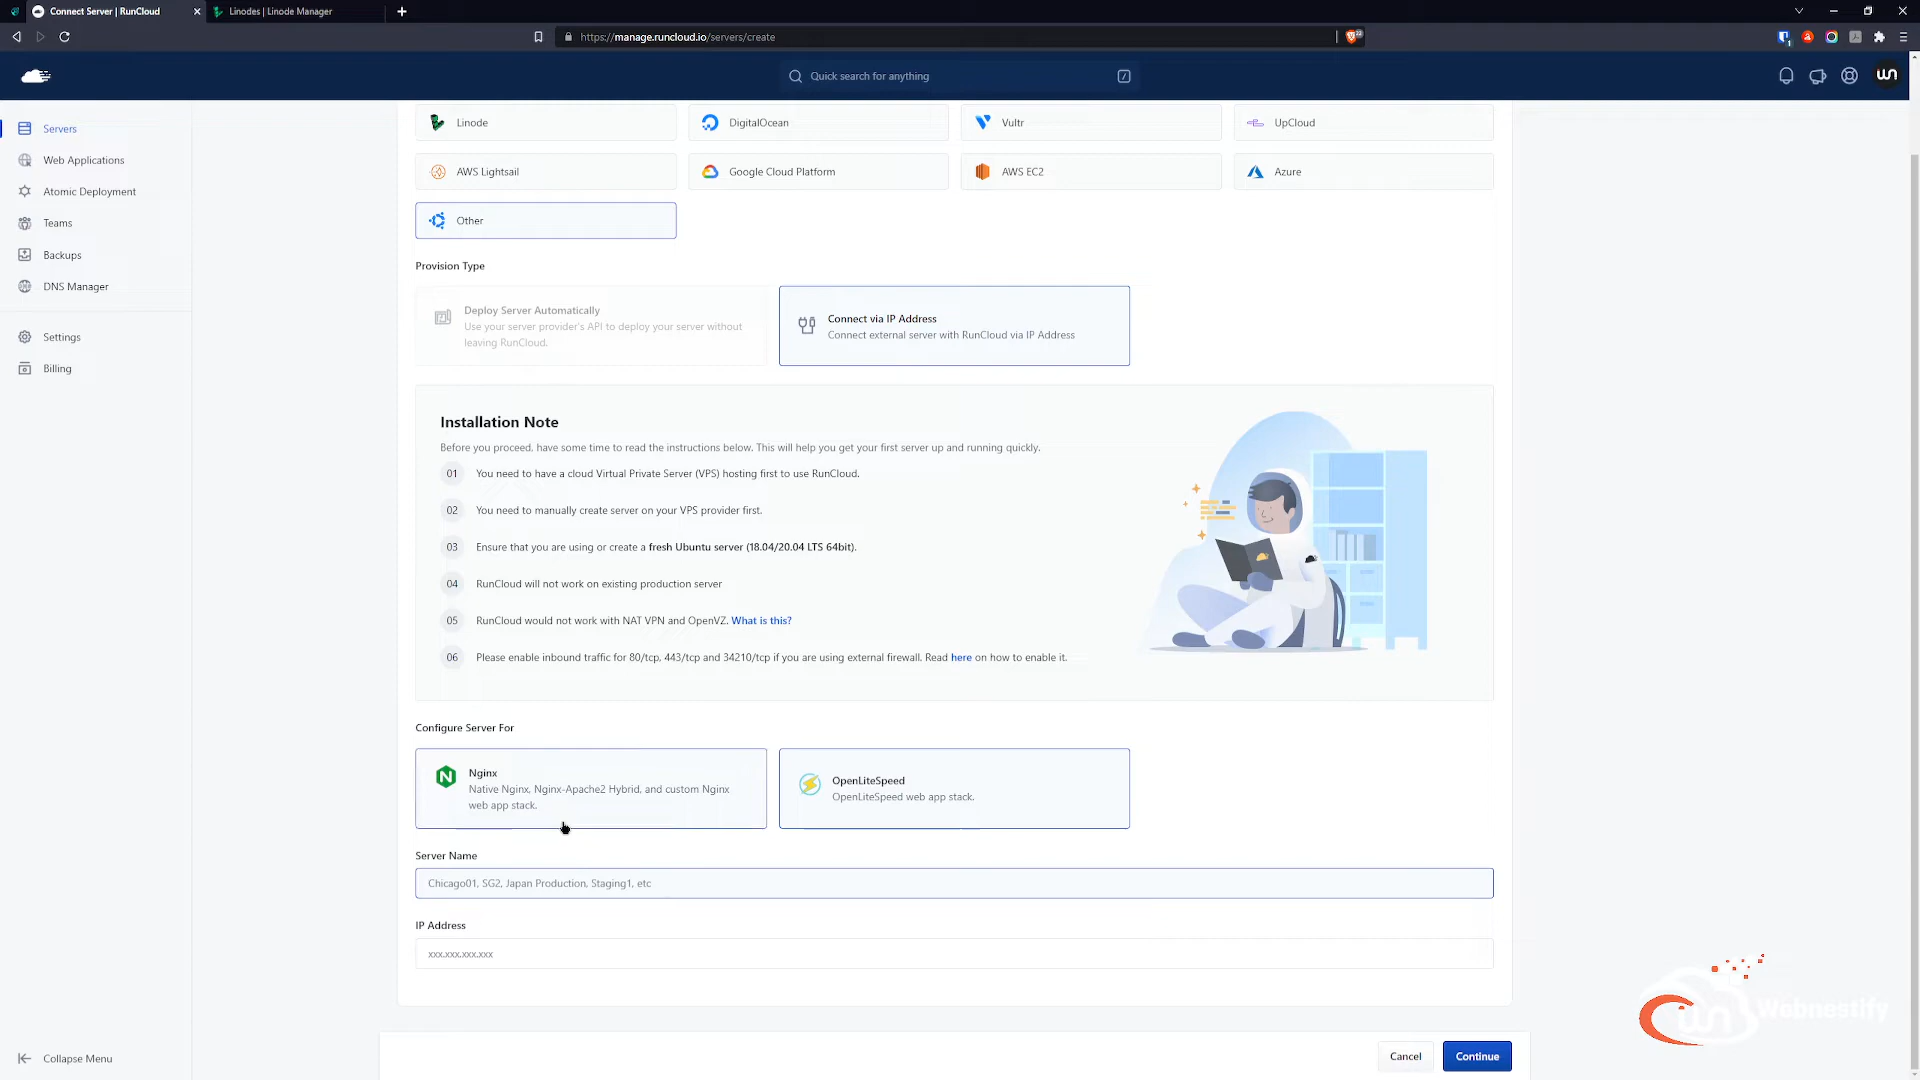 Connect Server | RunCloud
Linodes | Linode Manager
https://manage.runcloud.io/servers/create
Quick search for anything
Servers
Web Applications
Atomic Deployment
Teams
Backups
DNS Manager
Settings
Billing
Collapse Menu
Linode
DigitalOcean
Vultr
UpCloud
AWS Lightsail
Google Cloud Platform
AWS EC2
Azure
Other
Provision Type
Deploy Server Automatically
Use your server provider's API to deploy your server without
leaving RunCloud.
Connect via IP Address
Connect external server with RunCloud via IP Address
Installation Note
Before you proceed, have some time to read the instructions below. This will help you get your first server up and running quickly.
01 You need to have a cloud Virtual Private Server (VPS) hosting first to use RunCloud.
02 You need to manually create server on your VPS provider first.
03 Ensure that you are using or create a fresh Ubuntu server (18.04/20.04 LTS 64bit).
04 RunCloud will not work on existing production server
05 RunCloud would not work with NAT VPN and OpenVZ. What is this?
06 Please enable inbound traffic for 80/tcp, 443/tcp and 34210/tcp if you are using external firewall. Read here on how to enable it.
Configure Server For
Nginx
Native Nginx, Nginx-Apache2 Hybrid, and custom Nginx
web app stack.
OpenLiteSpeed
OpenLiteSpeed web app stack.
Server Name
Chicago01, SG2, Japan Production, Staging1, etc
IP Address
xxx.xxx.xxx.xxx
Cancel
Continue
Webnestify